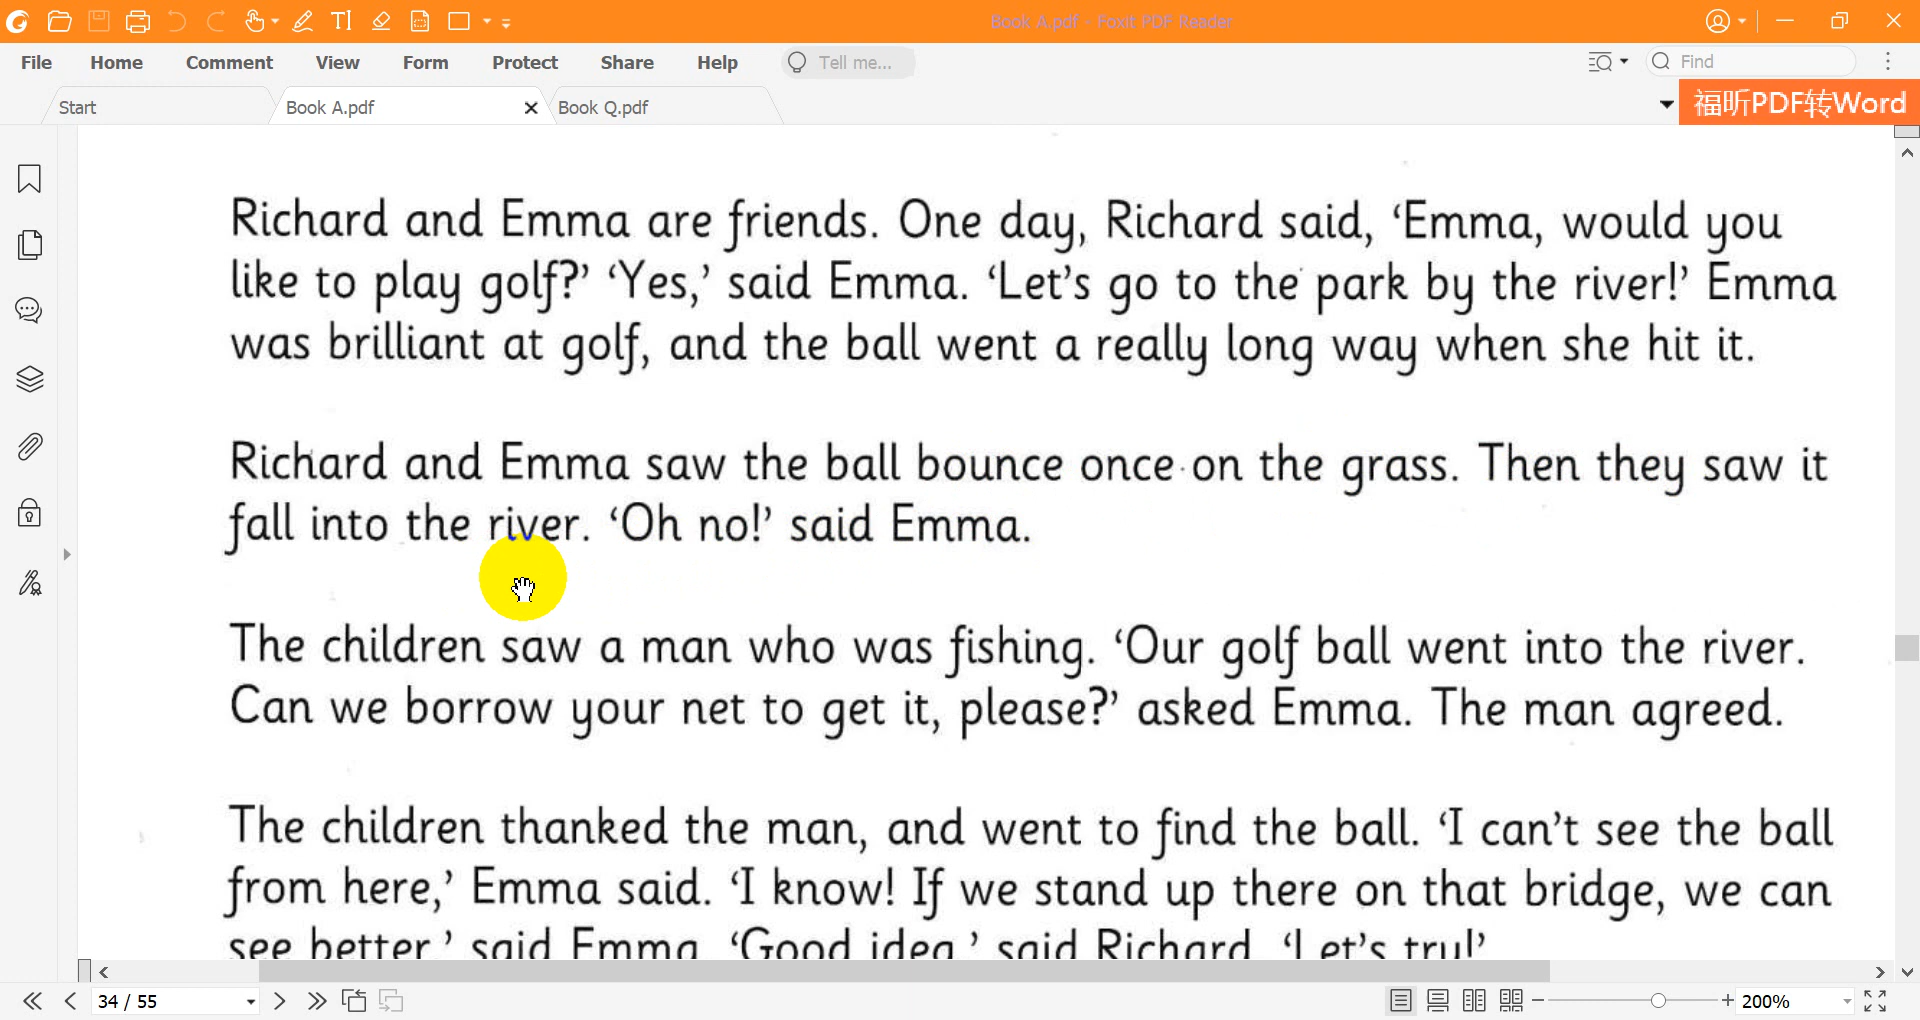 Book A.pdf - Foxit PDF Reader
File Home Comment View Form Protect Share Help Tell me... Find
Start Book A.pdf Book Q.pdf 福昕PDF转Word
Richard and Emma are friends. One day, Richard said, ‘Emma, would you
like to play golf?’ ‘Yes,’ said Emma. ‘Let’s go to the park by the river!’ Emma
was brilliant at golf, and the ball went a really long way when she hit it.
Richard and Emma saw the ball bounce once on the grass. Then they saw it
fall into the river. ‘Oh no!’ said Emma.
The children saw a man who was fishing. ‘Our golf ball went into the river.
Can we borrow your net to get it, please?’ asked Emma. The man agreed.
The children thanked the man, and went to find the ball. ‘I can’t see the ball
from here,’ Emma said. ‘I know! If we stand up there on that bridge, we can
see better,’ said Emma. ‘Good idea,’ said Richard. ‘Let’s try!’
34 / 55 200%